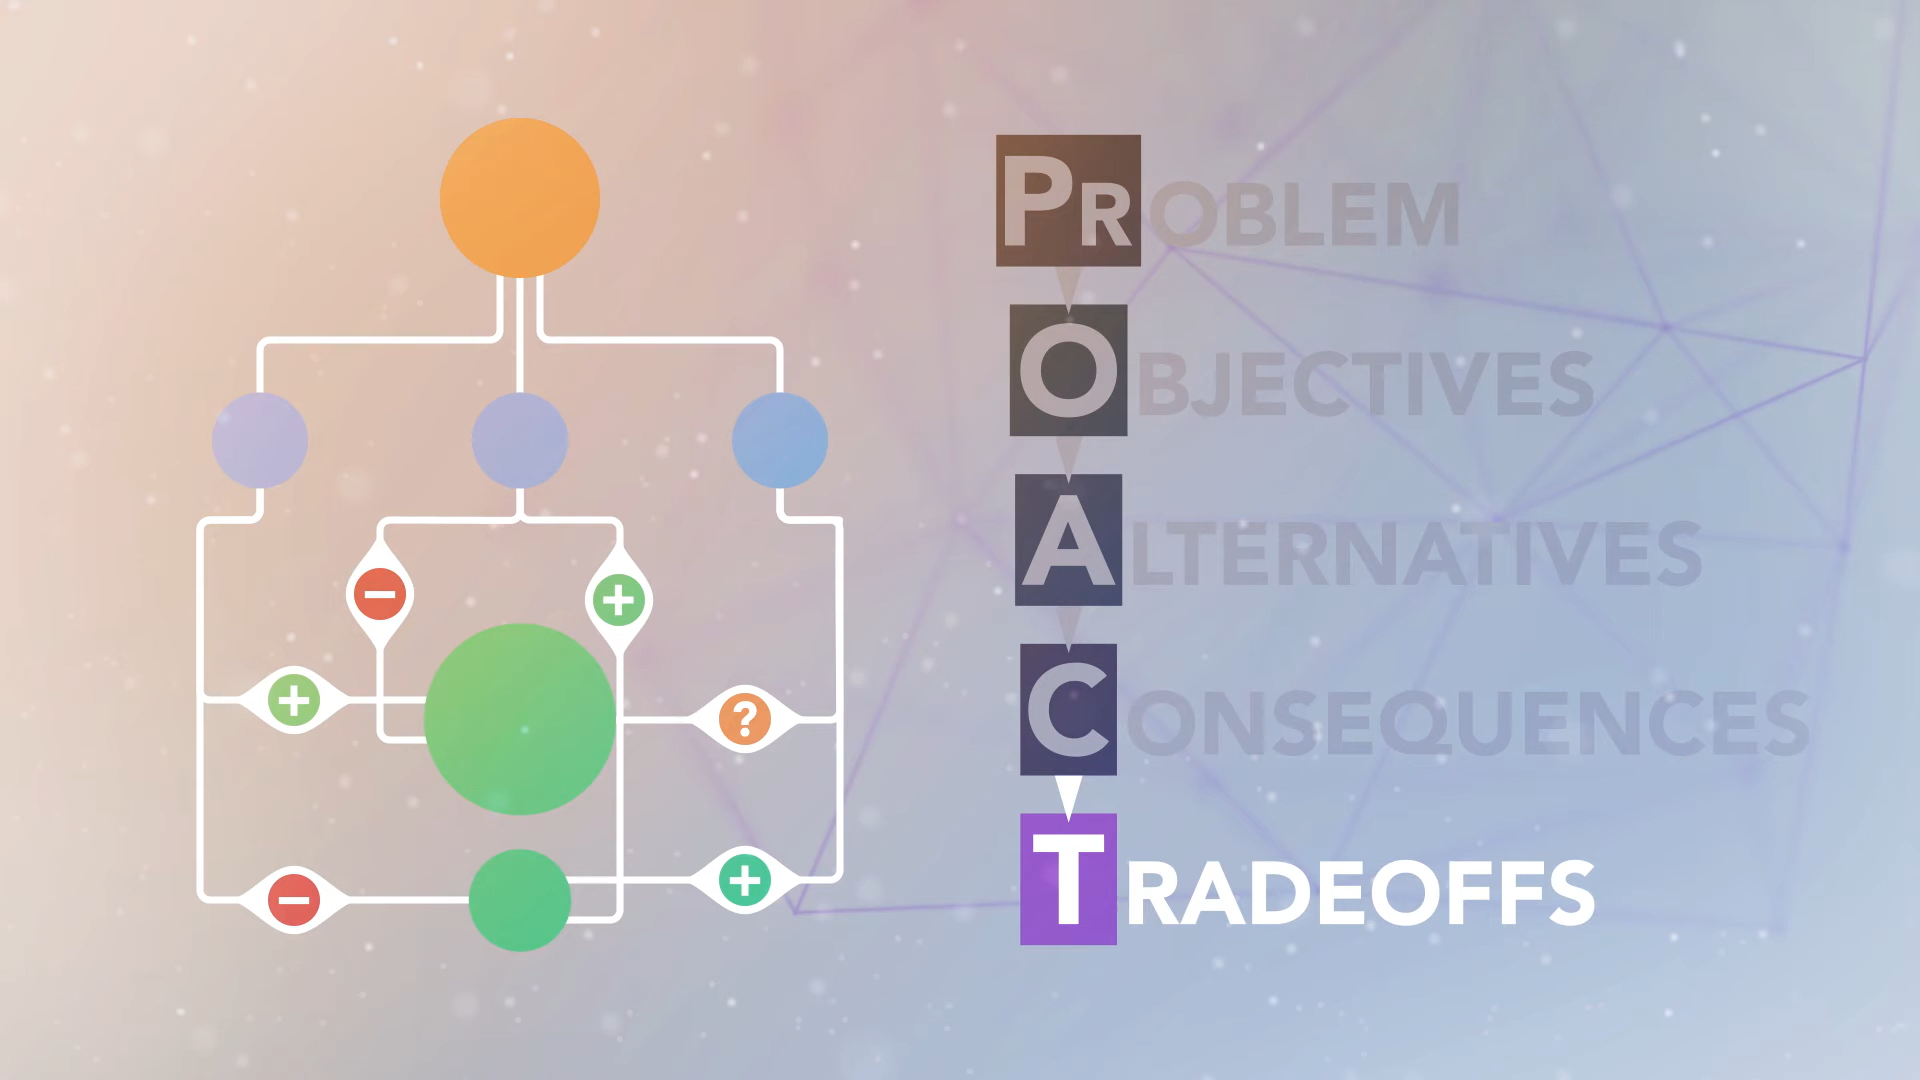 PROBLEM
OBJECTIVES
ALTERNATIVES
CONSEQUENCES
TRADEOFFS
−
+
+
?
+
−